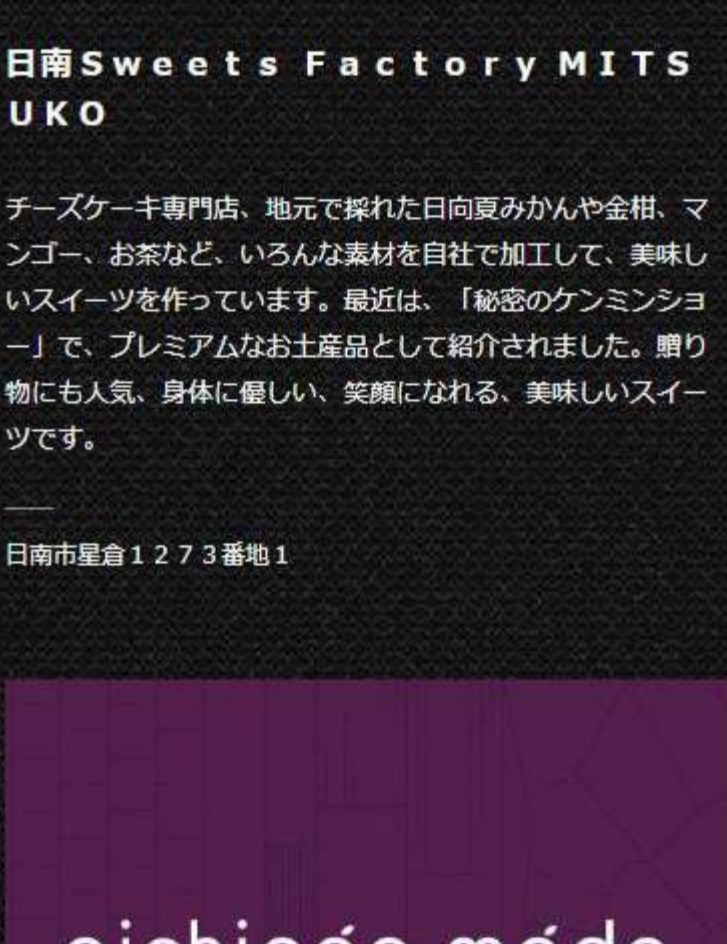 日南Ｓｗｅｅｔｓ Ｆａｃｔｏｒｙ ＭＩＴＳ
ＵＫＯ
チーズケーキ専門店、地元で採れた日向夏みかんや金柑、マ
ンゴー、お茶など、いろんな素材を自社で加工して、美味し
いスイーツを作っています。最近は、「秘密のケンミンショ
ー」で、プレミアムなお土産品として紹介されました。贈り
物にも人気、身体に優しい、笑顔になれる、美味しいスイー
ツです。
日南市星倉１２７３番地１